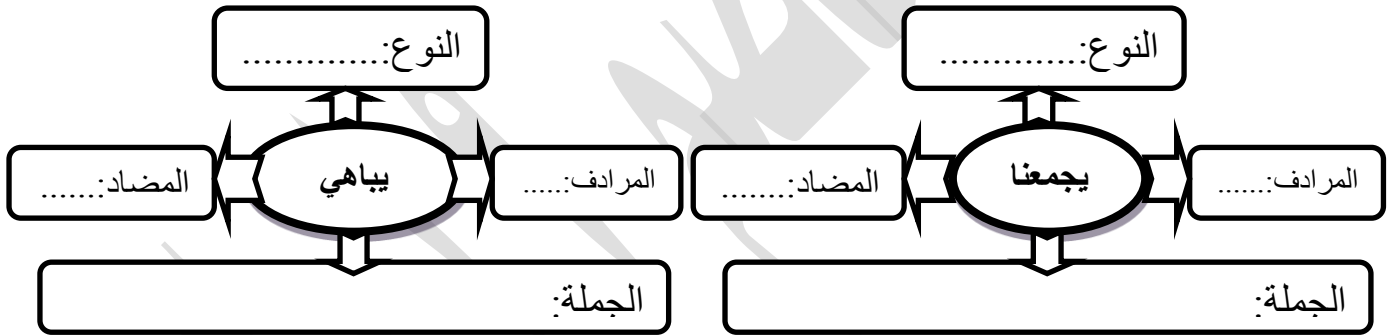 النوع:..............
النوع:..............
المرادف:......
يجمعنا
المضاد:........
المرادف:.....
يباهي
المضاد:.......
الجملة:
الجملة: